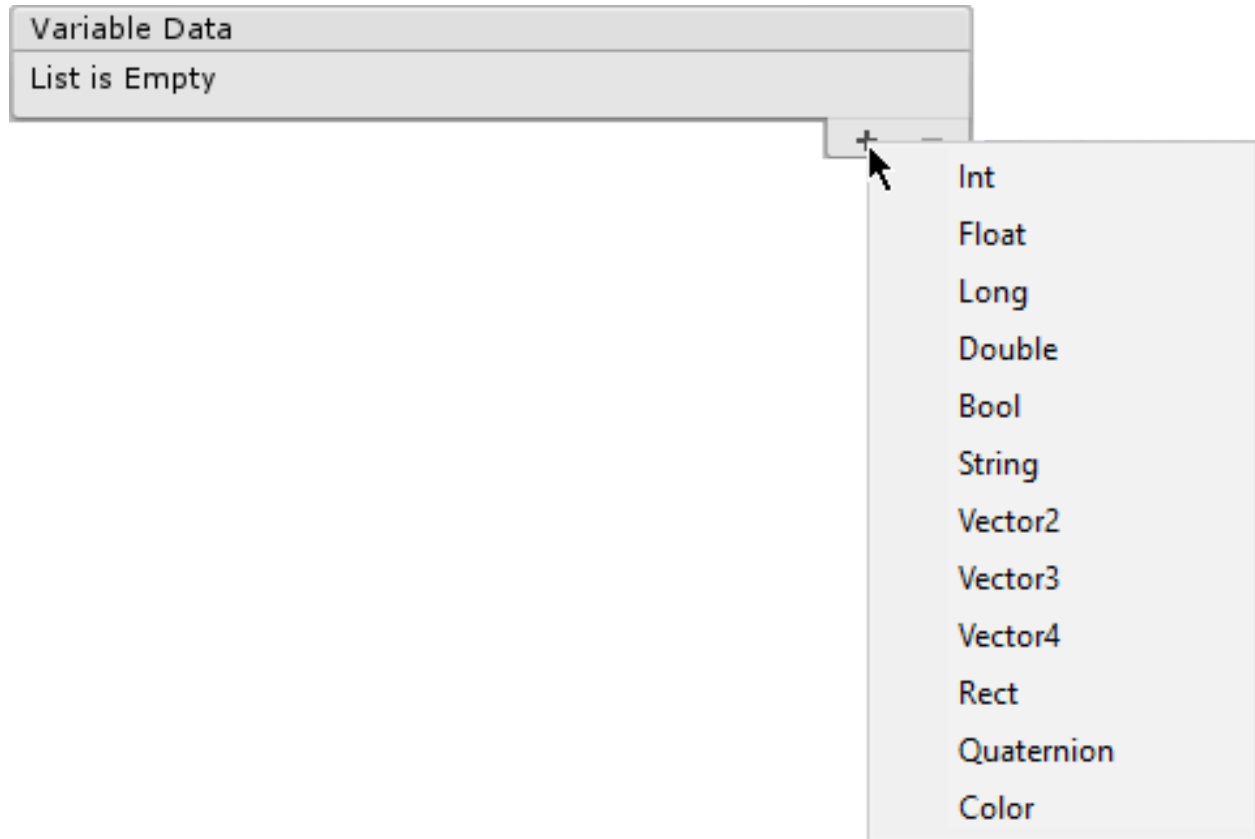 Variable Data
List is Empty
Int
Float
Long
Double
Bool
String
Vector2
Vector3
Vector4
Rect
Quaternion
Color